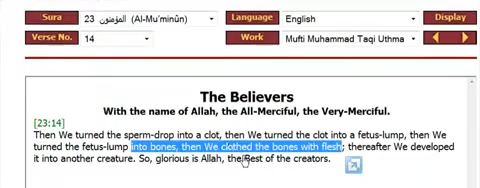 Sura 23 المؤمنون (Al-Mu'minûn) Language English Display
Verse No. 14 Work Mufti Muhammad Taqi Uthma
The Believers
With the name of Allah, the All-Merciful, the Very-Merciful.
[23:14]
Then We turned the sperm-drop into a clot, then We turned the clot into a fetus-lump, then We
turned the fetus-lump into bones, then We clothed the bones with flesh; thereafter We developed
it into another creature. So, glorious is Allah, the Best of the creators.